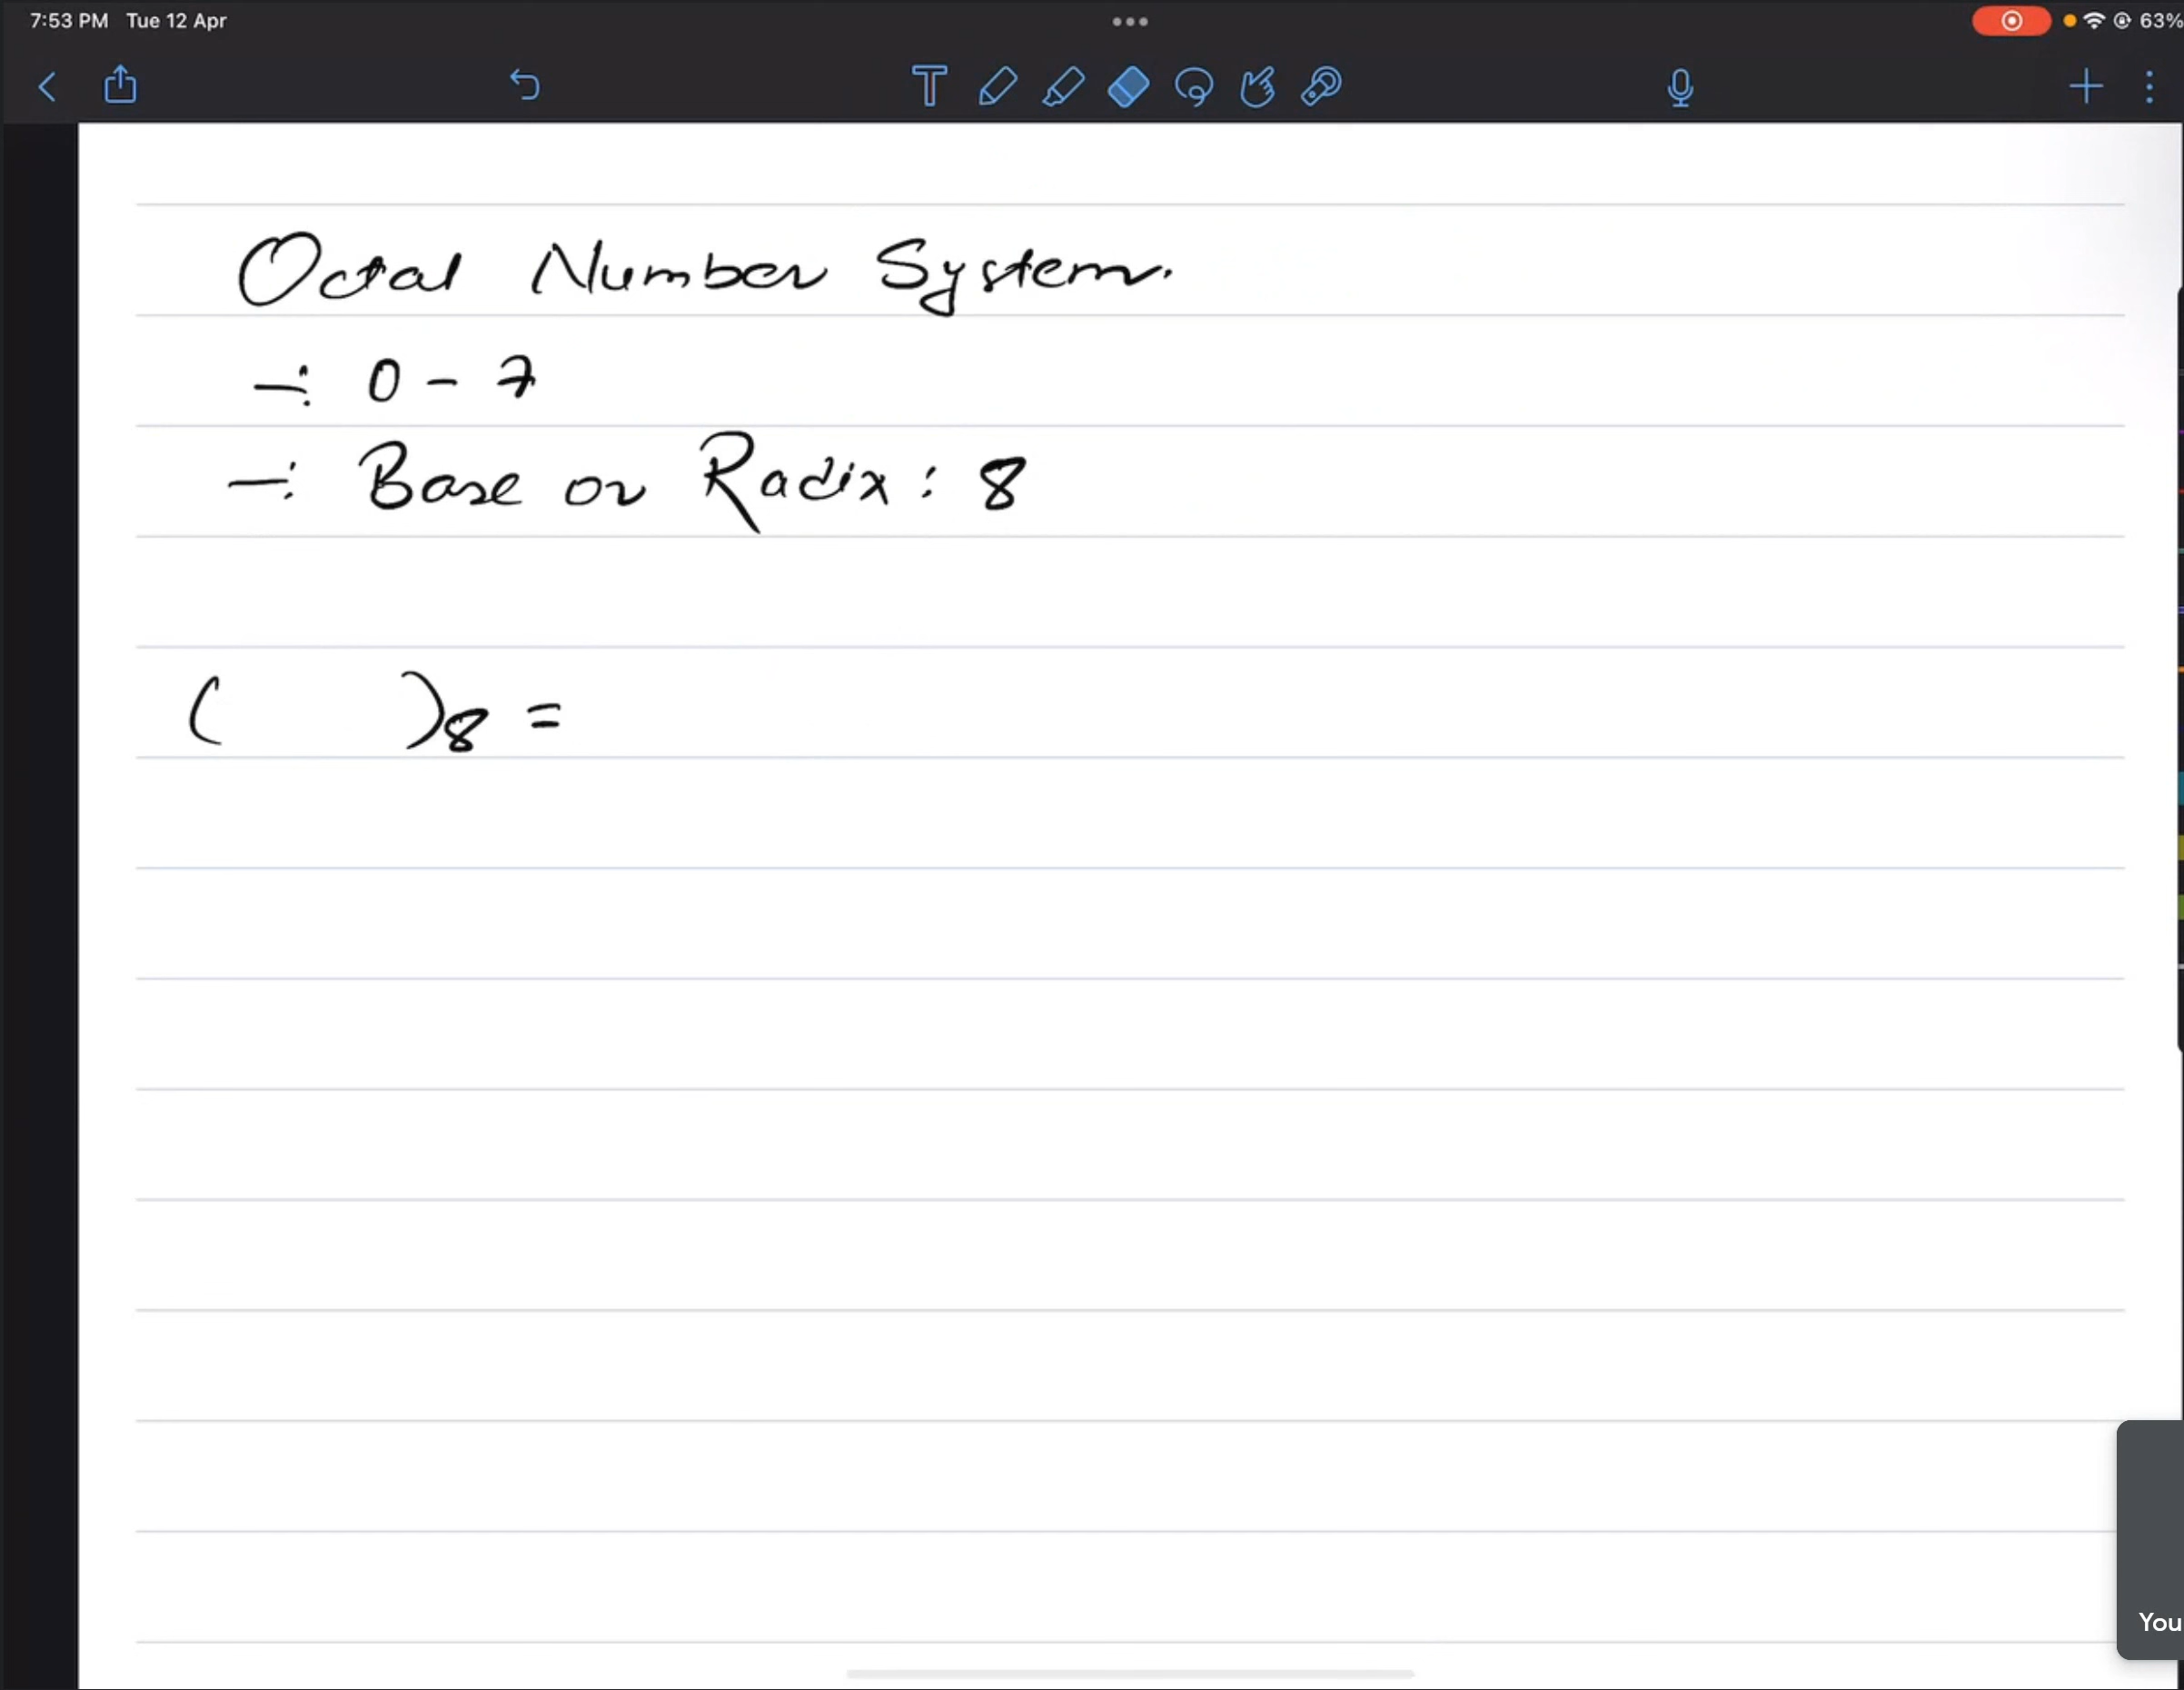 7:53 PM Tue 12 Apr 63%
Octal Number System.
-: 0 - 7
-: Base or Radix : 8
( )8 =
You